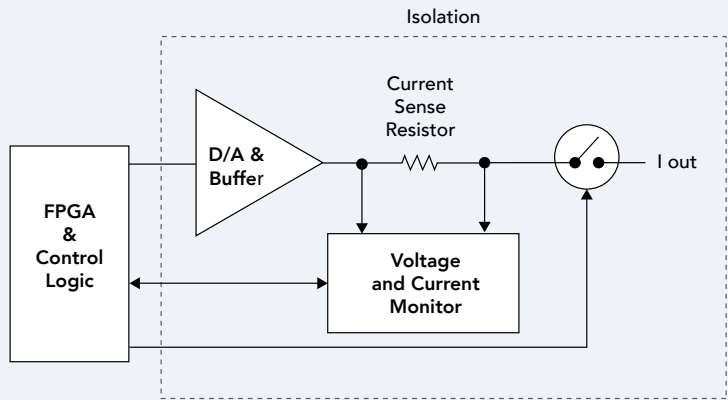 Isolation
Current
Sense
Resistor
D/A &
Buffer
I out
FPGA
&
Control
Logic
Voltage
and Current
Monitor